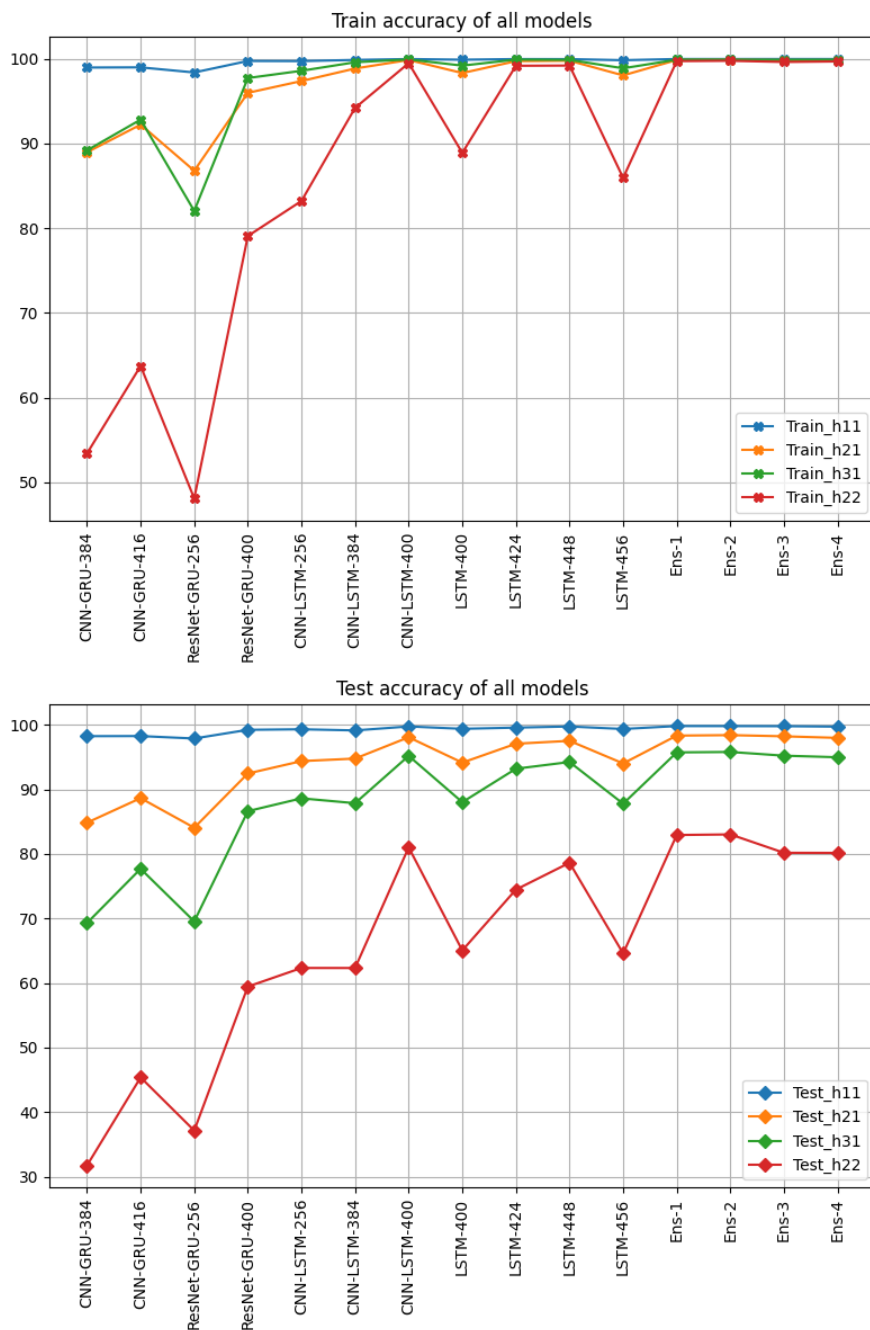 Train accuracy of all models
100
90
80
70
60
50
Train_h11
Train_h21
Train_h31
Train_h22
CNN-GRU-384
CNN-GRU-416
ResNet-GRU-256
ResNet-GRU-400
CNN-LSTM-256
CNN-LSTM-384
CNN-LSTM-400
LSTM-400
LSTM-424
LSTM-448
LSTM-456
Ens-1
Ens-2
Ens-3
Ens-4
Test accuracy of all models
100
90
80
70
60
50
40
30
Test_h11
Test_h21
Test_h31
Test_h22
CNN-GRU-384
CNN-GRU-416
ResNet-GRU-256
ResNet-GRU-400
CNN-LSTM-256
CNN-LSTM-384
CNN-LSTM-400
LSTM-400
LSTM-424
LSTM-448
LSTM-456
Ens-1
Ens-2
Ens-3
Ens-4